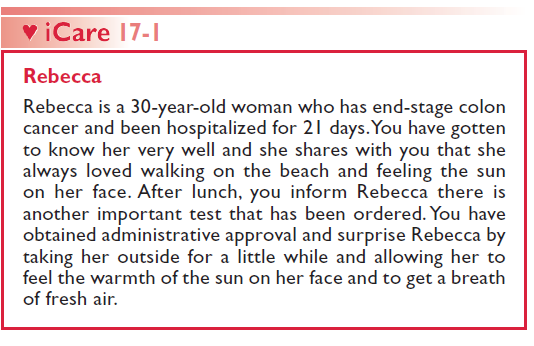 ♥ iCare 17-1
Rebecca
Rebecca is a 30-year-old woman who has end-stage colon
cancer and been hospitalized for 21 days.You have gotten
to know her very well and she shares with you that she
always loved walking on the beach and feeling the sun
on her face. After lunch, you inform Rebecca there is
another important test that has been ordered. You have
obtained administrative approval and surprise Rebecca by
taking her outside for a little while and allowing her to
feel the warmth of the sun on her face and to get a breath
of fresh air.